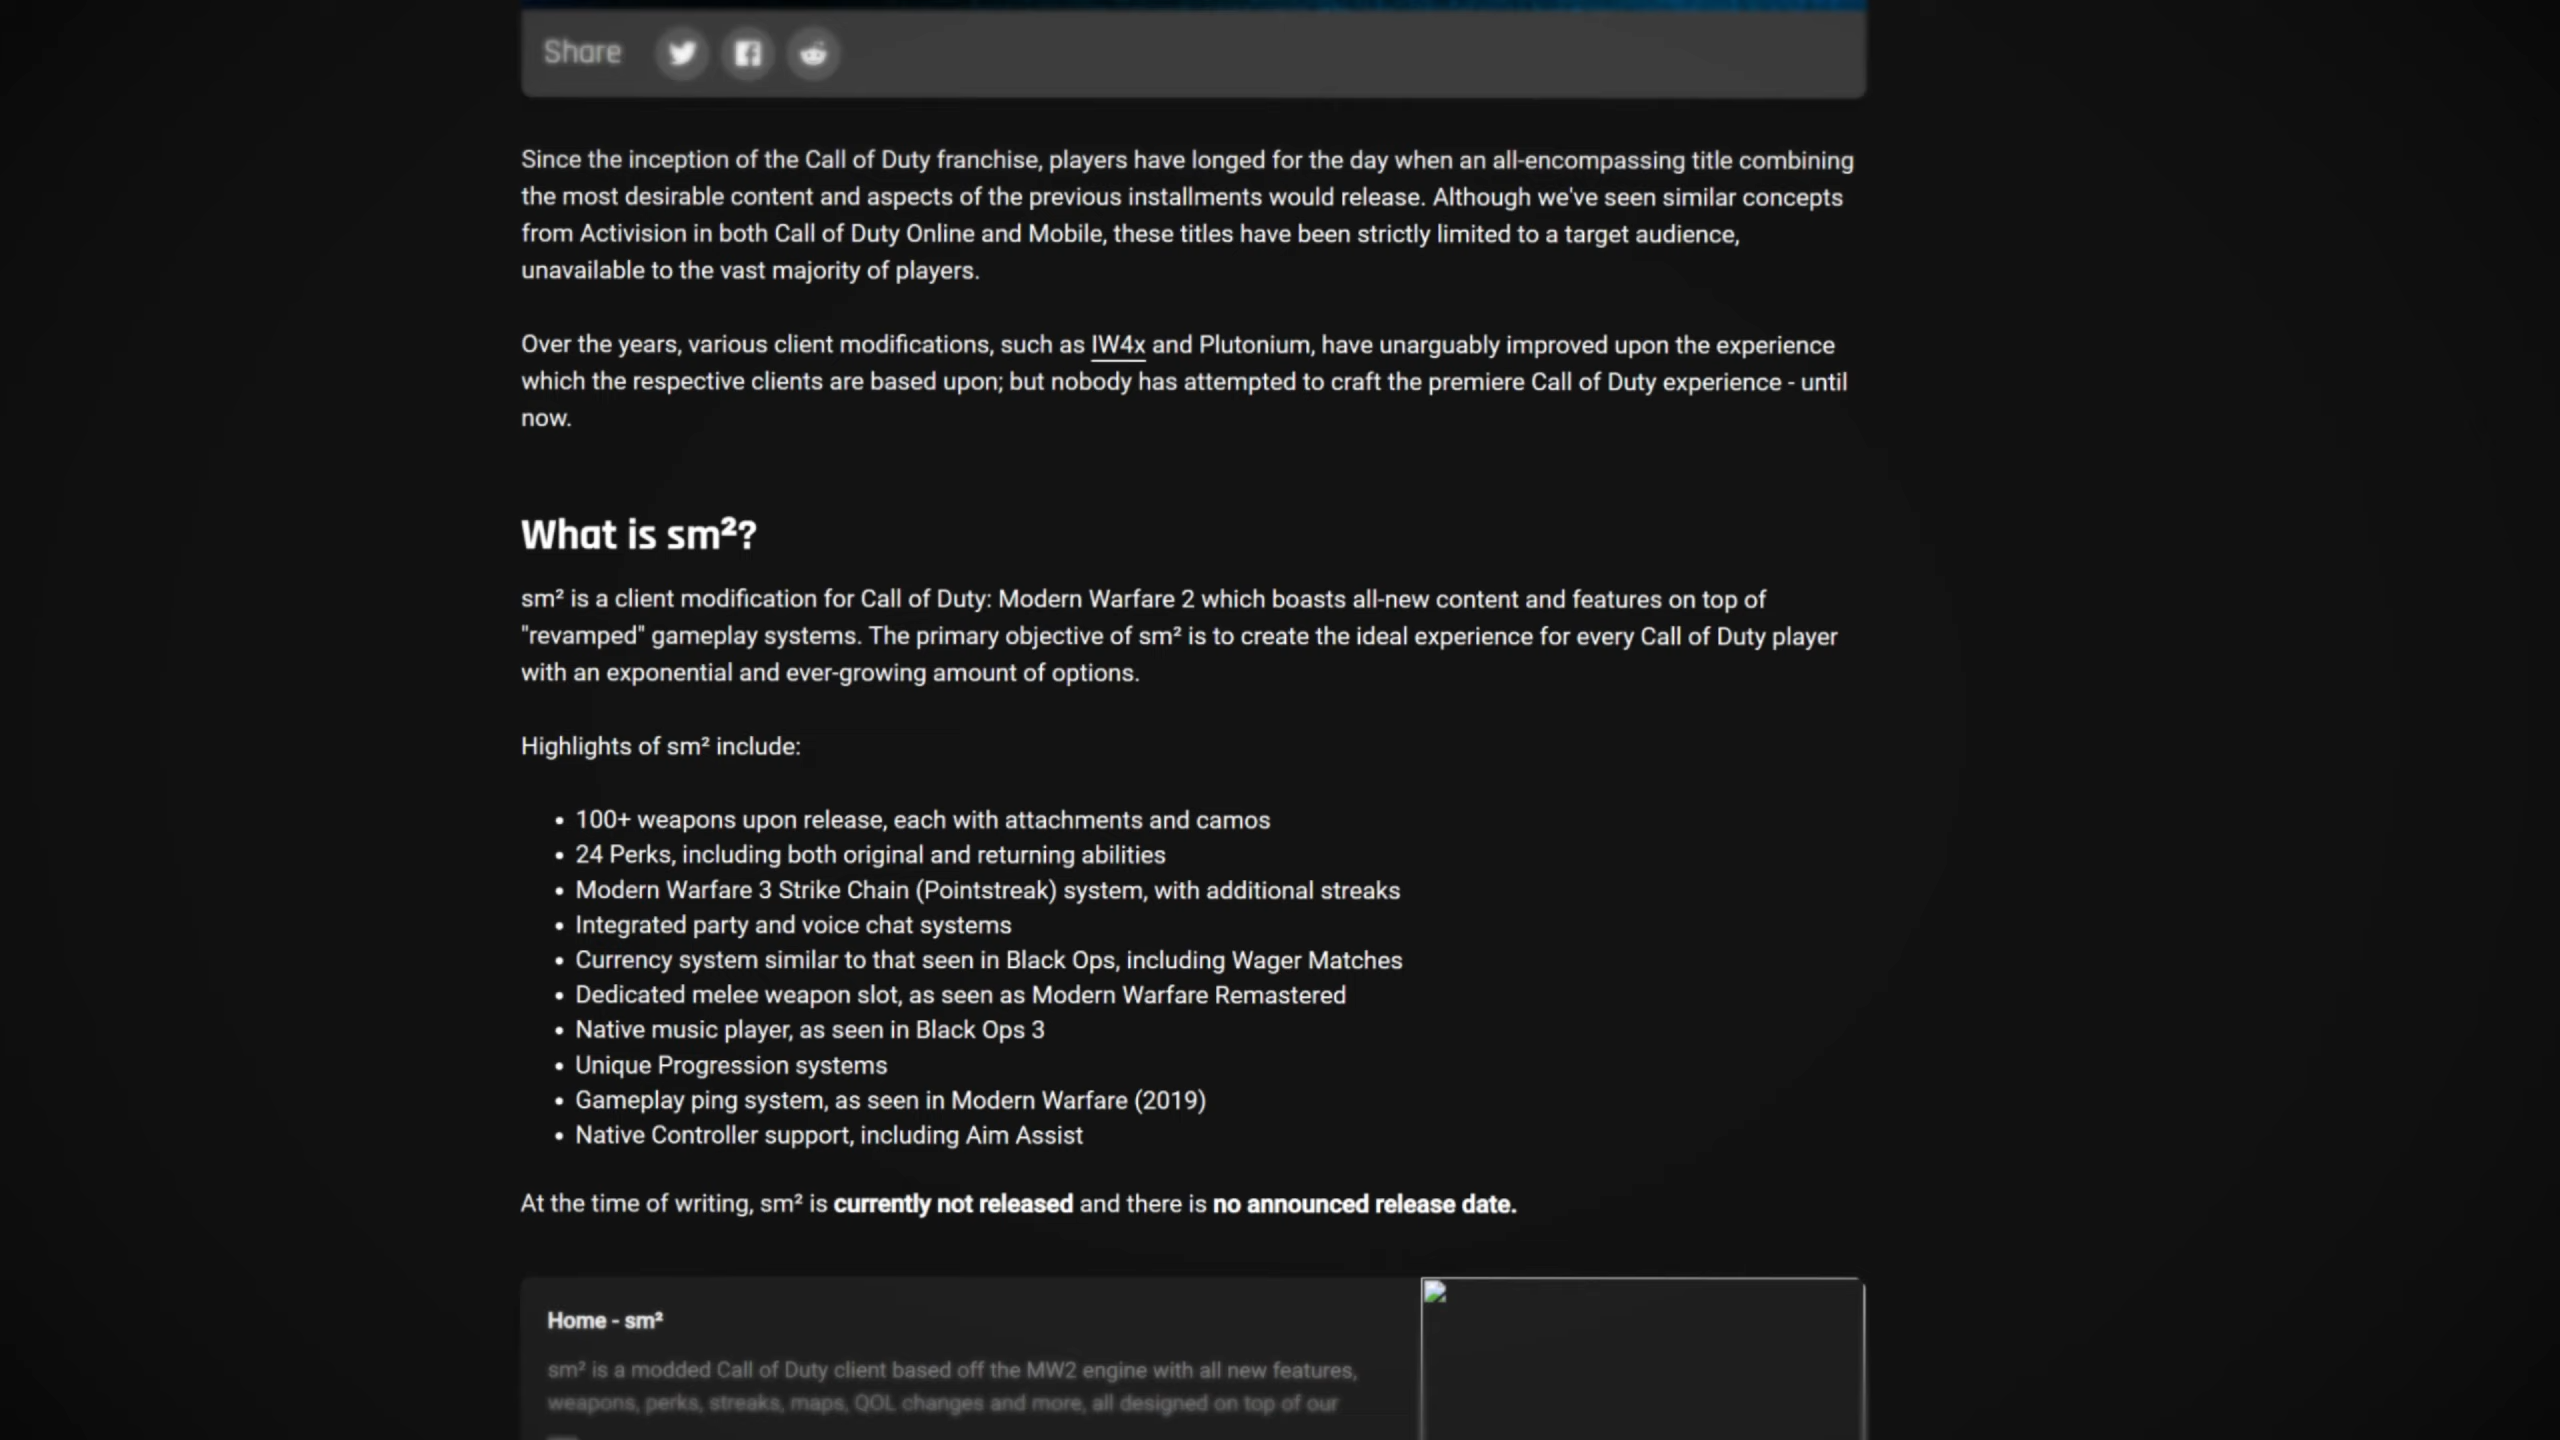 Share
Since the inception of the Call of Duty franchise, players have longed for the day when an all-encompassing title combining
the most desirable content and aspects of the previous installments would release. Although we've seen similar concepts
from Activision in both Call of Duty Online and Mobile, these titles have been strictly limited to a target audience,
unavailable to the vast majority of players.
Over the years, various client modifications, such as IW4x and Plutonium, have unarguably improved upon the experience
which the respective clients are based upon; but nobody has attempted to craft the premiere Call of Duty experience - until
now.
What is sm²?
sm² is a client modification for Call of Duty: Modern Warfare 2 which boasts all-new content and features on top of
"revamped" gameplay systems. The primary objective of sm² is to create the ideal experience for every Call of Duty player
with an exponential and ever-growing amount of options.
Highlights of sm² include:
• 100+ weapons upon release, each with attachments and camos
• 24 Perks, including both original and returning abilities
• Modern Warfare 3 Strike Chain (Pointstreak) system, with additional streaks
• Integrated party and voice chat systems
• Currency system similar to that seen in Black Ops, including Wager Matches
• Dedicated melee weapon slot, as seen as Modern Warfare Remastered
• Native music player, as seen in Black Ops 3
• Unique Progression systems
• Gameplay ping system, as seen in Modern Warfare (2019)
• Native Controller support, including Aim Assist
At the time of writing, sm² is currently not released and there is no announced release date.
Home - sm²
sm² is a modded Call of Duty client based off the MW2 engine with all new features,
weapons, perks, streaks, maps, QOL changes and more, all designed on top of our